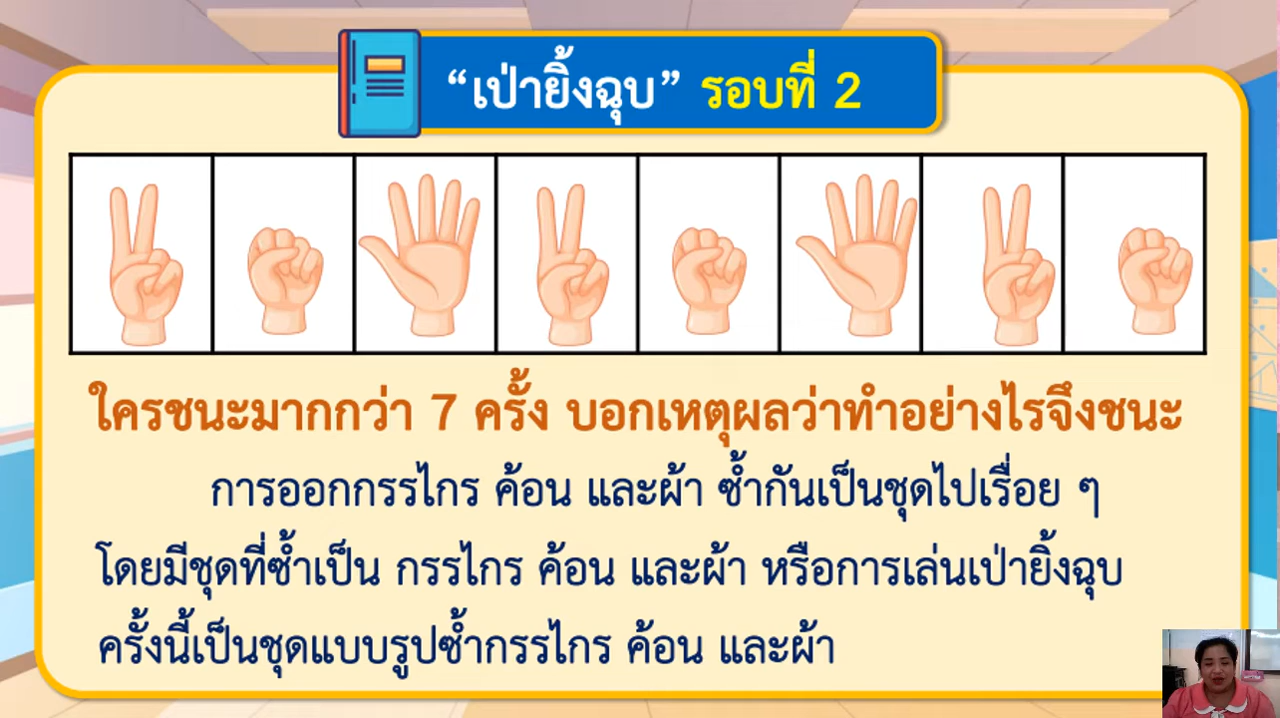 “เป่ายิ้งฉุบ” รอบที่ 2
ใครชนะมากกว่า 7 ครั้ง บอกเหตุผลว่าทำอย่างไรจึงชนะ
การออกกรรไกร ค้อน และผ้า ซ้ำกันเป็นชุดไปเรื่อย ๆ
โดยมีชุดที่ซ้ำเป็น กรรไกร ค้อน และผ้า หรือการเล่นเป่ายิ้งฉุบ
ครั้งนี้เป็นชุดแบบรูปซ้ำกรรไกร ค้อน และผ้า